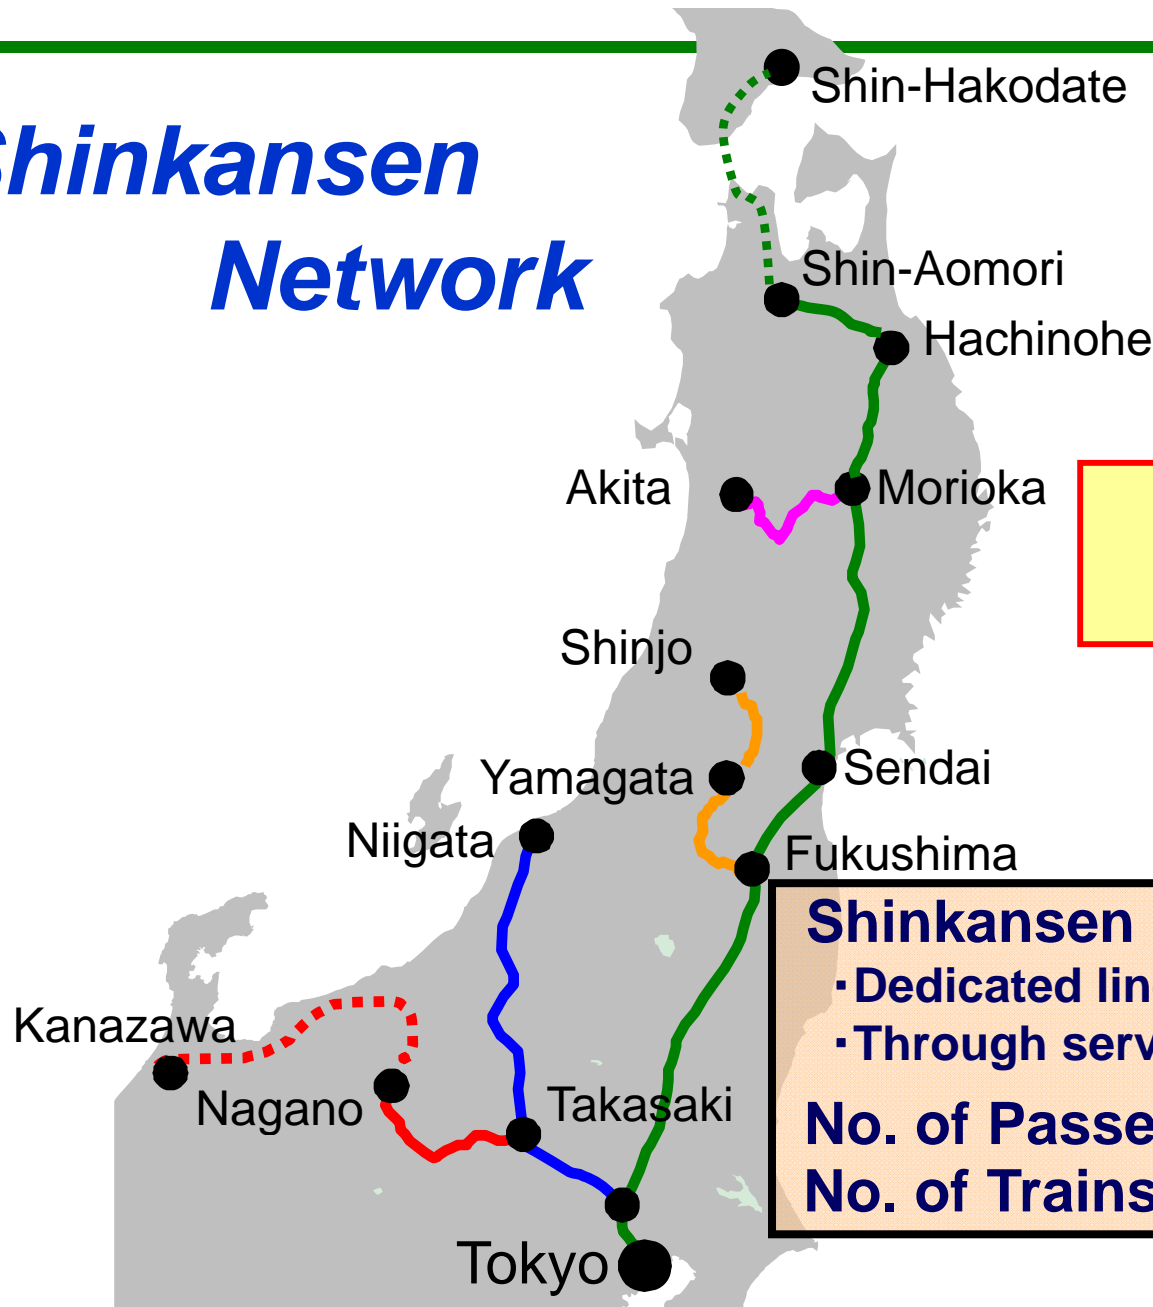 Shinkansen
Network
Shin-Hakodate
Shin-Aomori
Hachinohe
Akita
Morioka
Shinjo
Yamagata
Sendai
Niigata
Fukushima
Shinkansen
・Dedicated lin
・Through serv
Kanazawa
Nagano
Takasaki
No. of Passe
No. of Trains
Tokyo